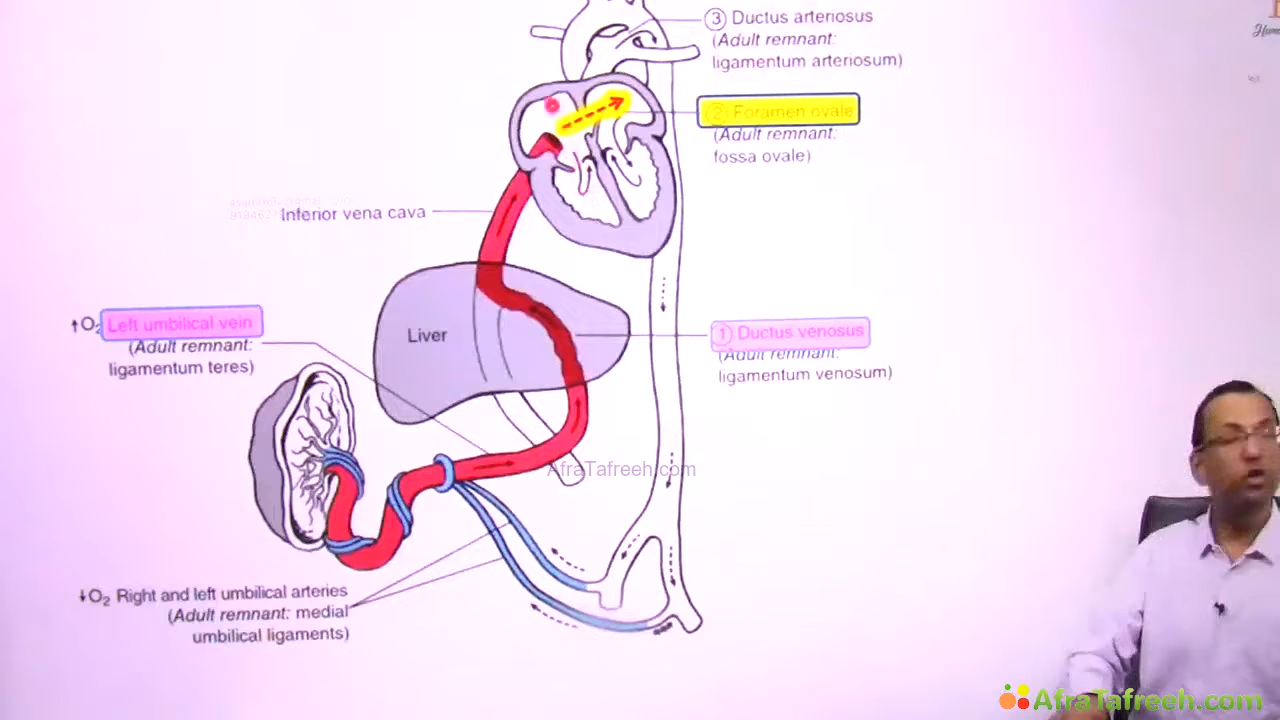 ③ Ductus arteriosus
(Adult remnant:
ligamentum arteriosum)
② Foramen ovale
(Adult remnant:
fossa ovale)
Inferior vena cava
↑O₂ Left umbilical vein
(Adult remnant:
ligamentum teres)
Liver
① Ductus venosus
(Adult remnant:
ligamentum venosum)
AfraTafreeh.com
↓O₂ Right and left umbilical arteries
(Adult remnant: medial
umbilical ligaments)
AfraTafreeh.com